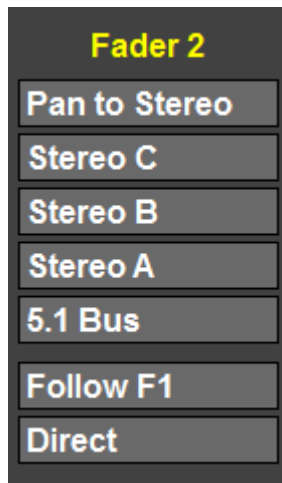 Fader 2
Pan to Stereo
Stereo C
Stereo B
Stereo A
5.1 Bus
Follow F1
Direct